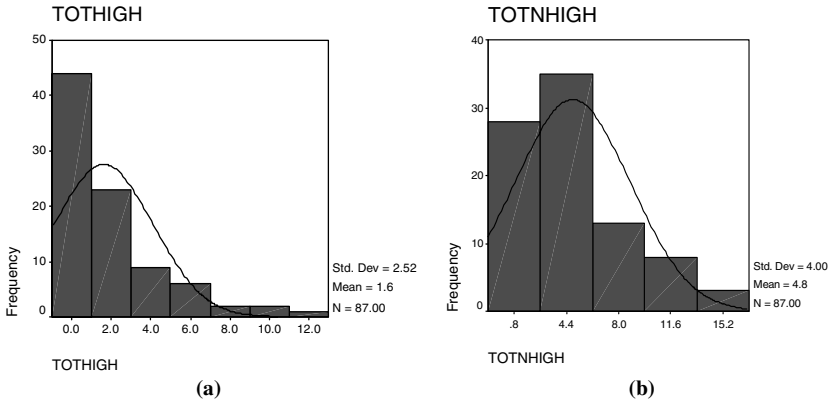 TOTHIGH
50
40
30
20
10
0
Frequency
0.0 2.0 4.0 6.0 8.0 10.0 12.0
Std. Dev = 2.52
Mean = 1.6
N = 87.00
TOTHIGH
(a)
TOTNHIGH
40
30
20
10
0
Frequency
.8 4.4 8.0 11.6 15.2
Std. Dev = 4.00
Mean = 4.8
N = 87.00
TOTNHIGH
(b)